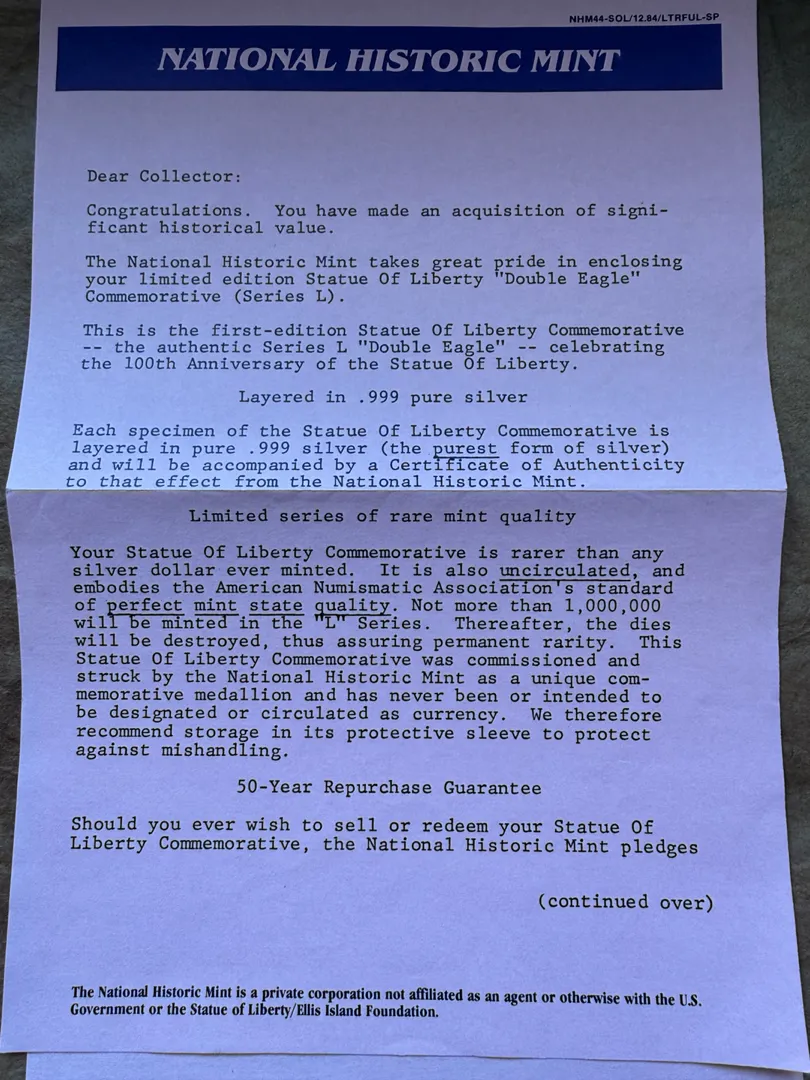 NHM44-SOL/12.84/LTRFUL-SP
NATIONAL HISTORIC MINT
Dear Collector:
Congratulations. You have made an acquisition of signi-
ficant historical value.
The National Historic Mint takes great pride in enclosing
your limited edition Statue Of Liberty "Double Eagle"
Commemorative (Series L).
This is the first-edition Statue Of Liberty Commemorative
-- the authentic Series L "Double Eagle" -- celebrating
the 100th Anniversary of the Statue Of Liberty.
Layered in .999 pure silver
Each specimen of the Statue Of Liberty Commemorative is
layered in pure .999 silver (the purest form of silver)
and will be accompanied by a Certificate of Authenticity
to that effect from the National Historic Mint.
Limited series of rare mint quality
Your Statue Of Liberty Commemorative is rarer than any
silver dollar ever minted. It is also uncirculated, and
embodies the American Numismatic Association's standard
of perfect mint state quality. Not more than 1,000,000
will be minted in the "L" Series. Thereafter, the dies
will be destroyed, thus assuring permanent rarity. This
Statue Of Liberty Commemorative was commissioned and
struck by the National Historic Mint as a unique com-
memorative medallion and has never been or intended to
be designated or circulated as currency. We therefore
recommend storage in its protective sleeve to protect
against mishandling.
50-Year Repurchase Guarantee
Should you ever wish to sell or redeem your Statue Of
Liberty Commemorative, the National Historic Mint pledges
(continued over)
The National Historic Mint is a private corporation not affiliated as an agent or otherwise with the U.S.
Government or the Statue of Liberty/Ellis Island Foundation.